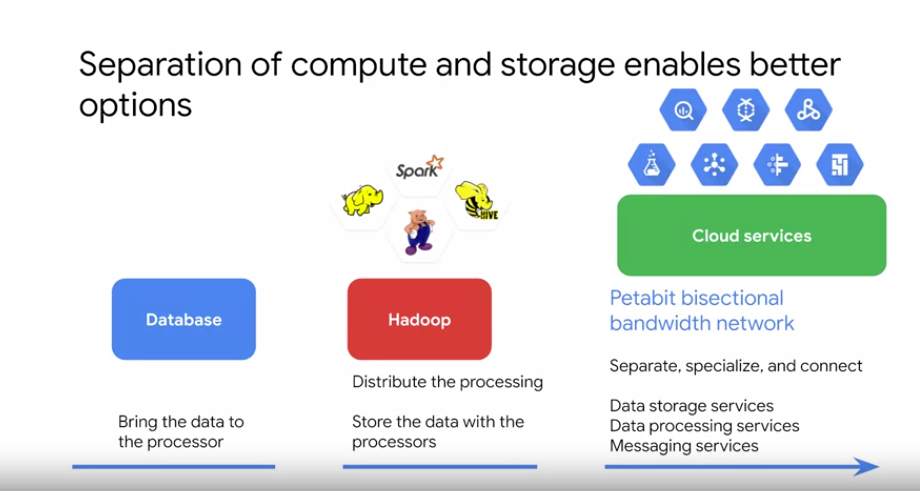 Separation of compute and storage enables better
options
Spark
HIVE
Cloud services
Database
Hadoop
Petabit bisectional
bandwidth network
Distribute the processing
Separate, specialize, and connect
Bring the data to
the processor
Store the data with the
processors
Data storage services
Data processing services
Messaging services